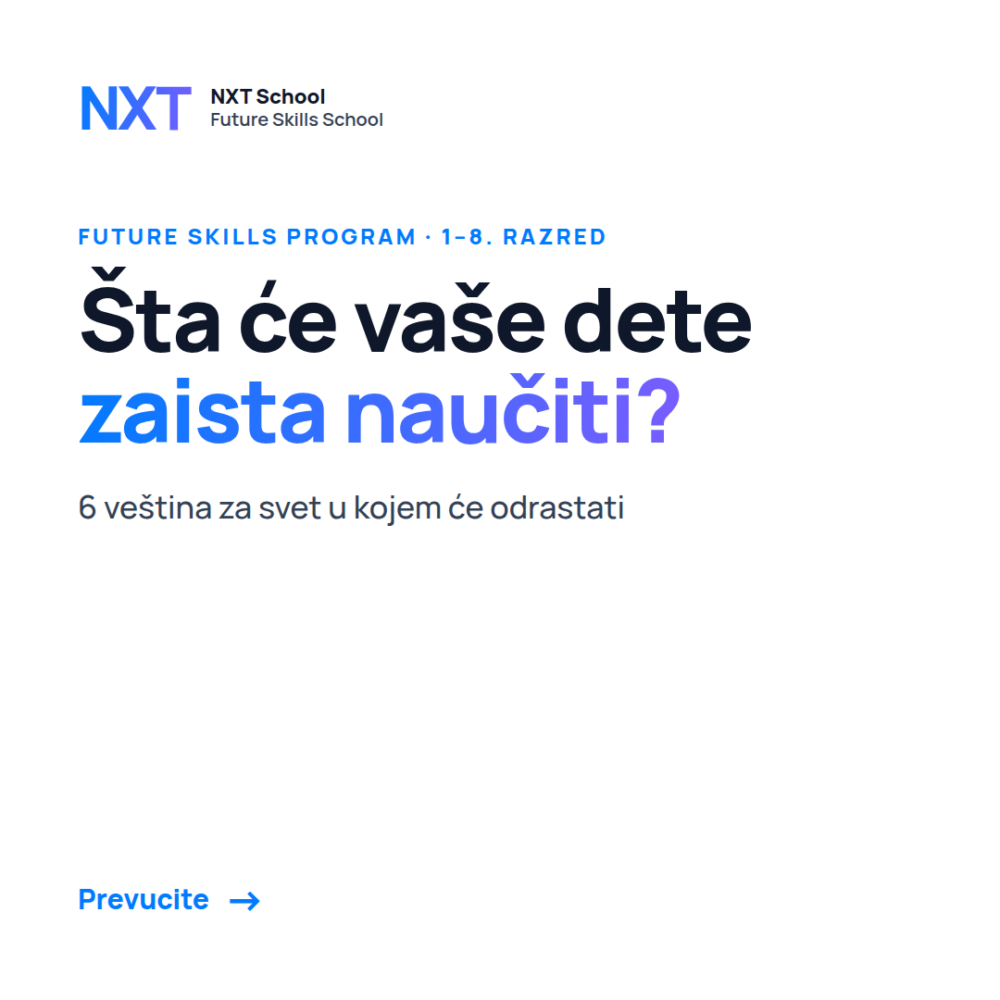 NXT
NXT School
Future Skills School
FUTURE SKILLS PROGRAM · 1–8. RAZRED
Šta će vaše dete
zaista naučiti?
6 veština za svet u kojem će odrastati
Prevucite →